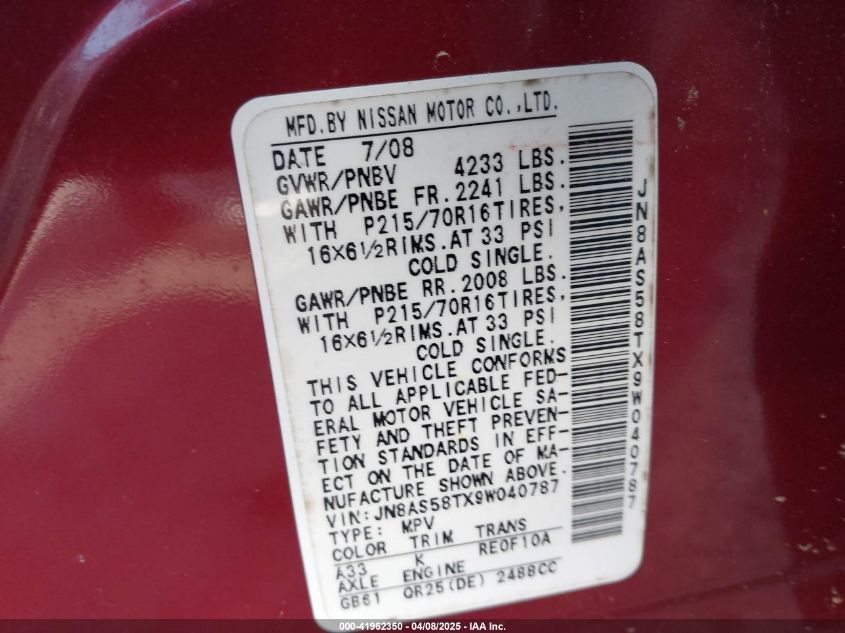 MFD.BY NISSAN MOTOR CO.,LTD.
DATE 7/08
GVWR/PNBV 4233 LBS.
GAWR/PNBE FR.2241 LBS.
WITH P215/70R16TIRES,
16X6½RIMS.AT 33 PSI
COLD SINGLE.
GAWR/PNBE RR.2008 LBS.
WITH P215/70R16TIRES,
16X6½RIMS.AT 33 PSI
COLD SINGLE.
THIS VEHICLE CONFORMS
TO ALL APPLICABLE FED-
ERAL MOTOR VEHICLE SA-
FETY AND THEFT PREVEN-
TION STANDARDS IN EFF-
ECT ON THE DATE OF MA-
NUFACTURE SHOWN ABOVE.
VIN:JN8AS58TX9W040787
TYPE: MPV
COLOR TRIM TRANS
A33 K RE0F10A
AXLE ENGINE
GB61 QR25(DE) 2488CC
JN8AS58TX9W040787
000-41962350 - 04/08/2025 - IAA Inc.